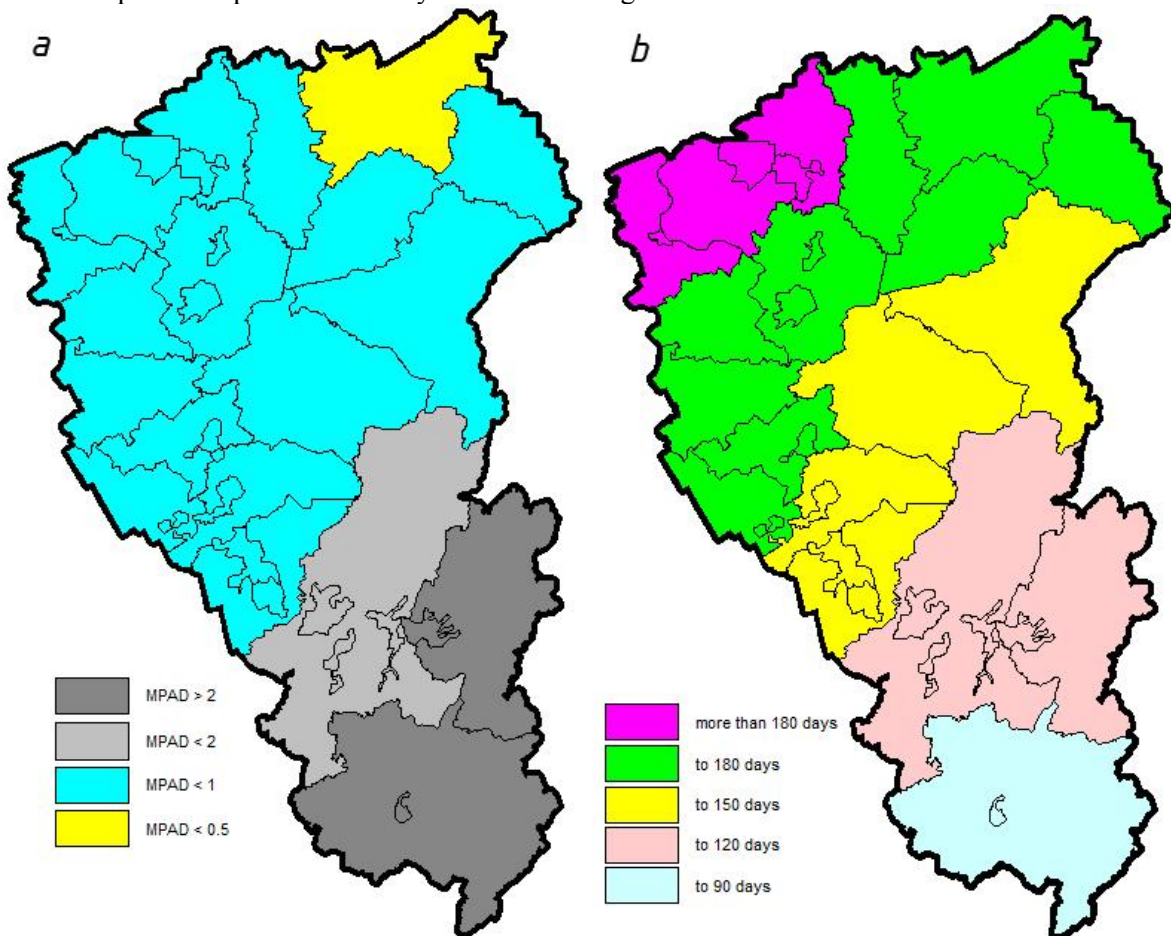 a
b
MPAD > 2
MPAD < 2
MPAD < 1
MPAD < 0.5
more than 180 days
to 180 days
to 150 days
to 120 days
to 90 days